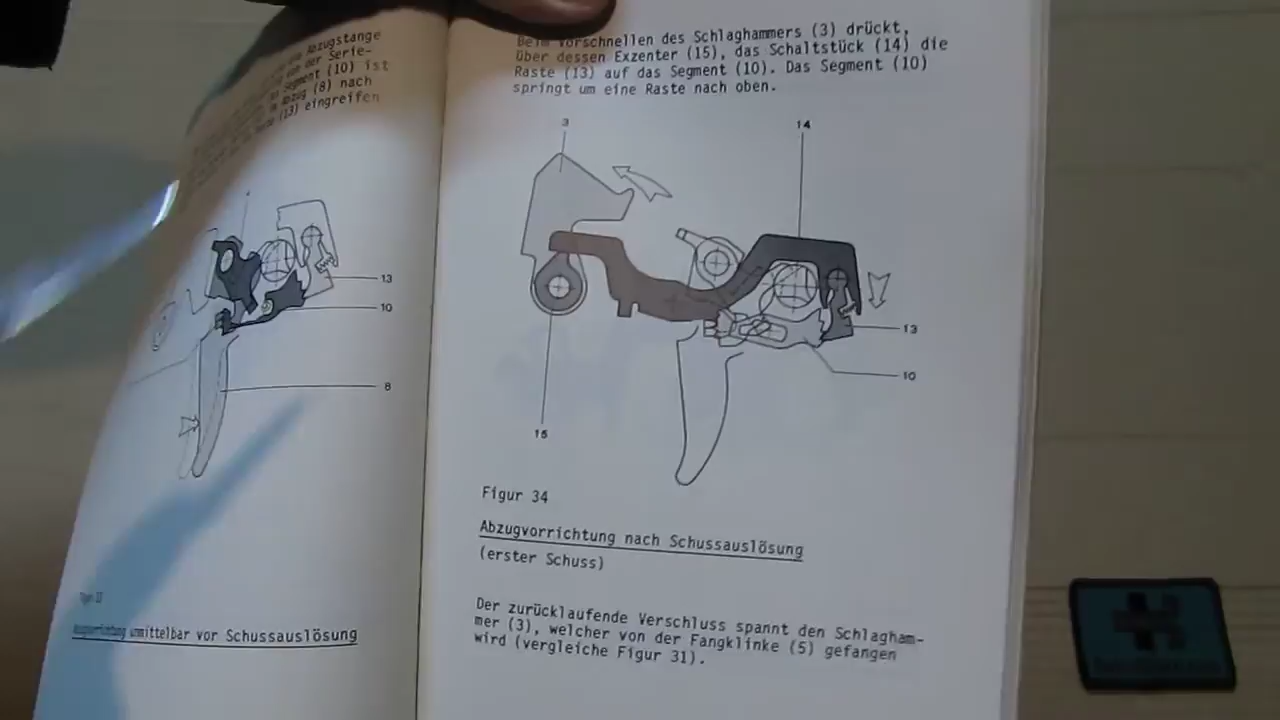 Abzugstange
der Serie-
Segment (10) ist
Abzug (8) nach
(13) eingreifen
13
10
8
unmittelbar vor Schussauslösung
Beim Vorschnellen des Schlaghammers (3) drückt,
über dessen Exzenter (15), das Schaltstück (14) die
Raste (13) auf das Segment (10). Das Segment (10)
springt um eine Raste nach oben.
3
14
13
10
15
Figur 34
Abzugvorrichtung nach Schussauslösung
(erster Schuss)
Der zurücklaufende Verschluss spannt den Schlagham-
mer (3), welcher von der Fangklinke (5) gefangen
wird (vergleiche Figur 31).